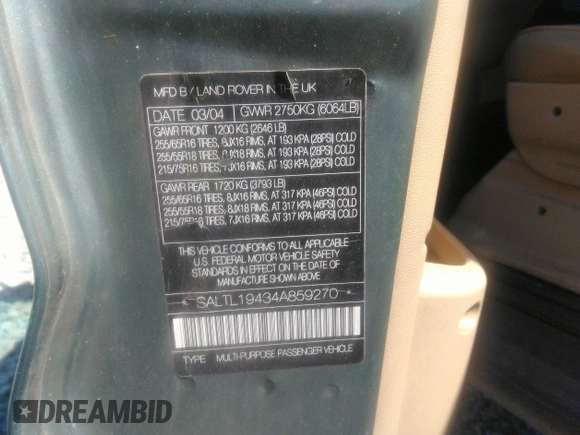 MFD BY LAND ROVER IN THE UK
DATE 03/04 GWWR 2750KG (6064LB)
GAWR FRONT 1200 KG (2646 LB)
255/65R16 TIRES, 8JX16 RIMS, AT 193 KPA (28PSI) COLD
255/55R18 TIRES, 8JX18 RIMS, AT 193 KPA (28PSI) COLD
215/75R16 TIRES, 7JX16 RIMS, AT 193 KPA (28PSI) COLD
GAWR REAR 1720 KG (3793 LB)
255/65R16 TIRES, 8JX16 RIMS, AT 317 KPA (46PSI) COLD
255/55R18 TIRES, 8JX18 RIMS, AT 317 KPA (46PSI) COLD
215/75R16 TIRES, 7JX16 RIMS, AT 317 KPA (46PSI) COLD
THIS VEHICLE CONFORMS TO ALL APPLICABLE
U.S. FEDERAL MOTOR VEHICLE SAFETY
STANDARDS IN EFFECT ON THE DATE OF
MANUFACTURE SHOWN ABOVE
* SALTL19434A859270 *
TYPE MULTI-PURPOSE PASSENGER VEHICLE
DREAMBID